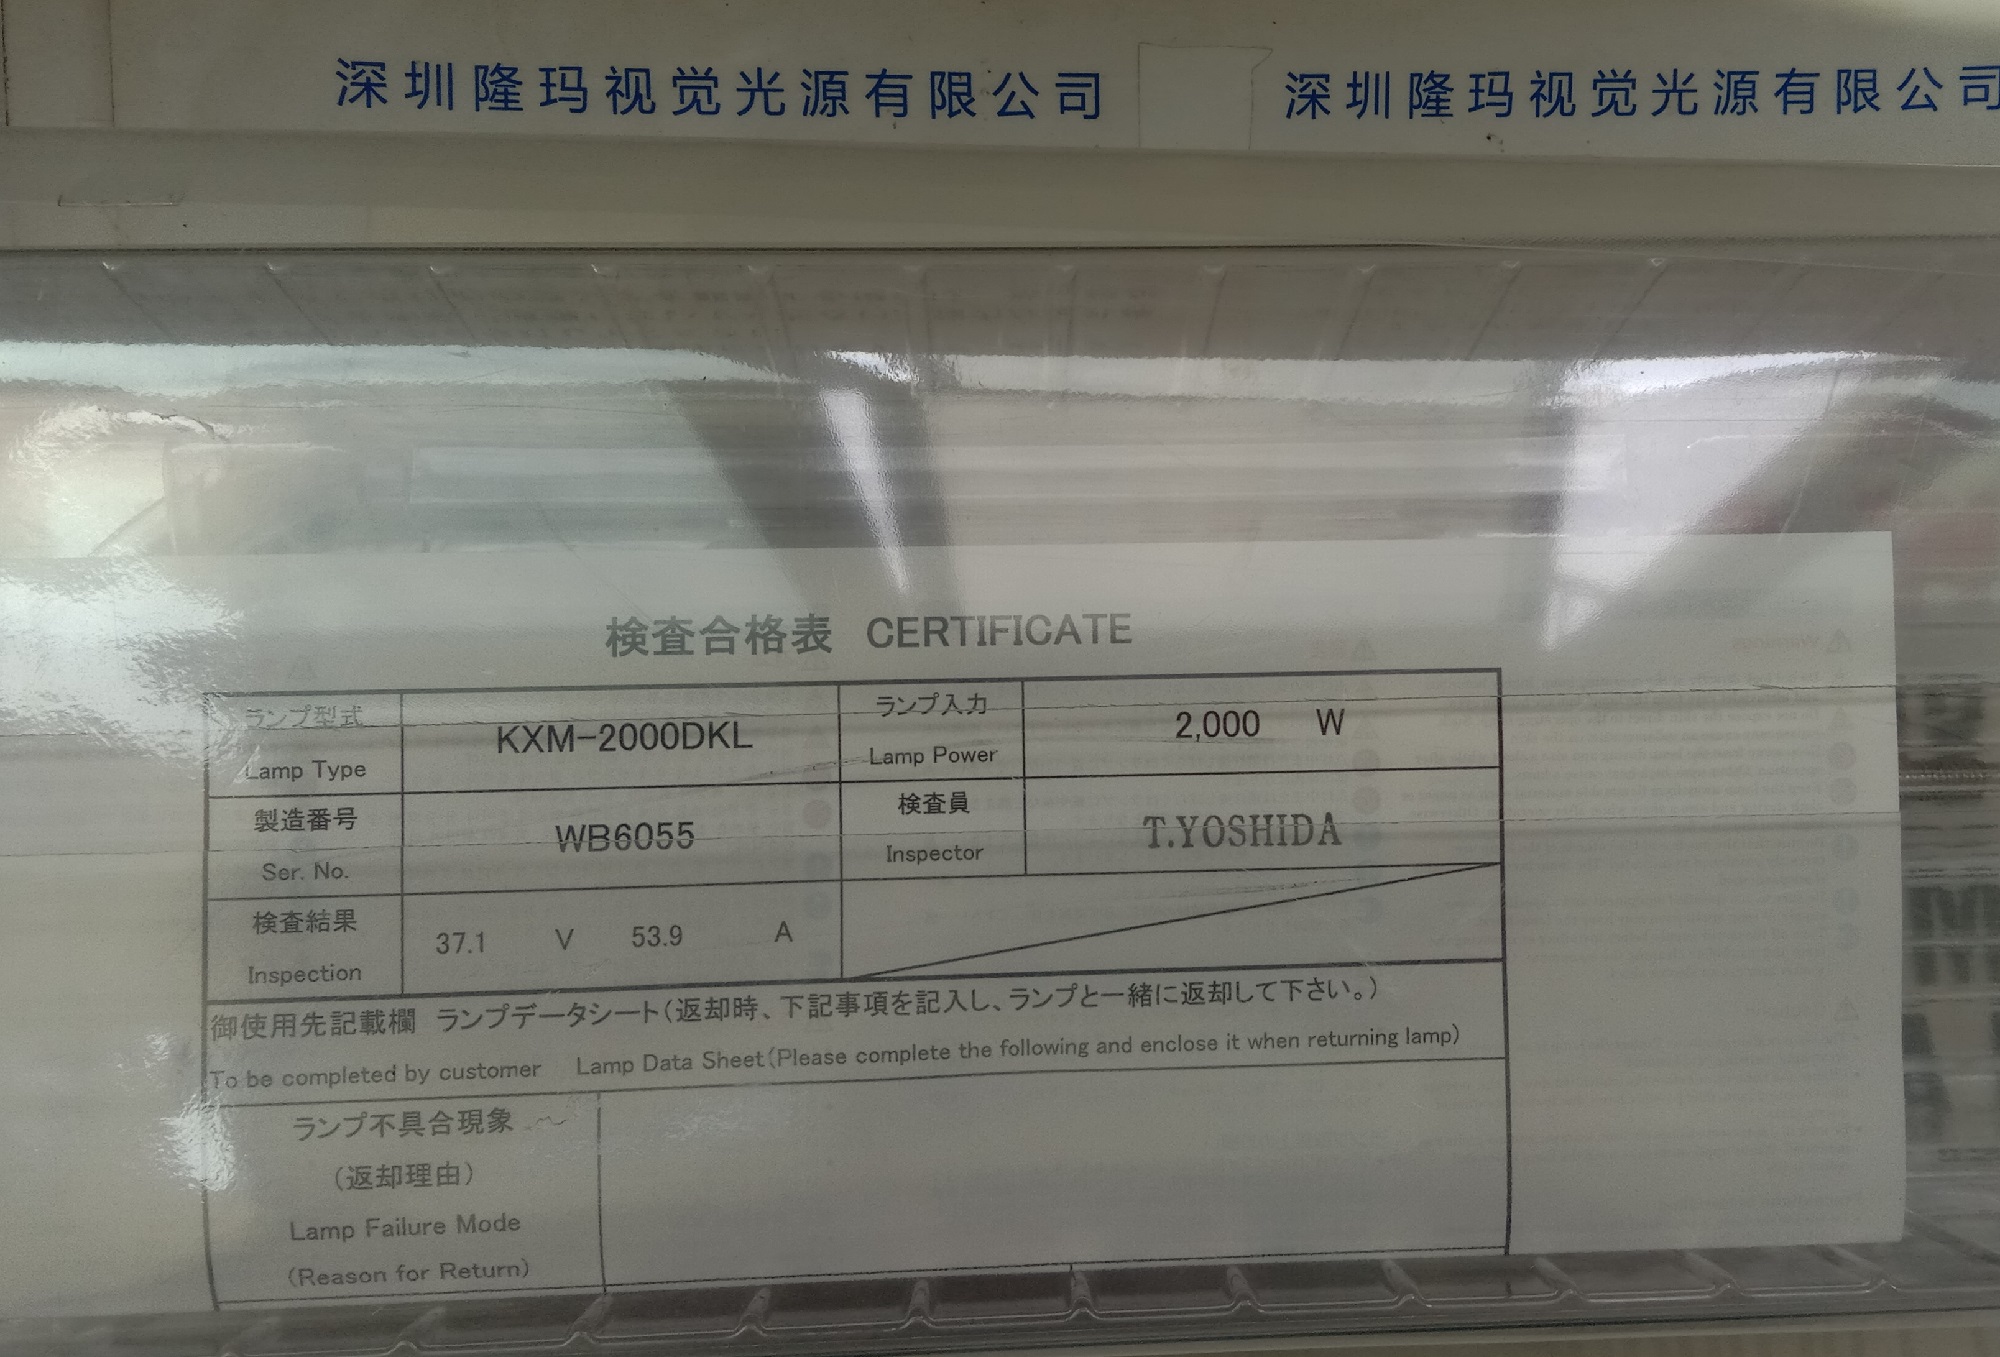 深圳隆玛视觉光源有限公司 深圳隆玛视觉光源有限公司
検査合格表 CERTIFICATE
ランプ型式
Lamp Type
KXM-2000DKL
ランプ入力
Lamp Power
2,000 W
製造番号
Ser. No.
WB6055
検査員
Inspector
T.YOSHIDA
検査結果
Inspection
37.1 V 53.9 A
御使用先記載欄 ランプデータシート(返却時、下記事項を記入し、ランプと一緒に返却して下さい。)
To be completed by customer Lamp Data Sheet(Please complete the following and enclose it when returning lamp)
ランプ不具合現象
(返却理由)
Lamp Failure Mode
(Reason for Return)